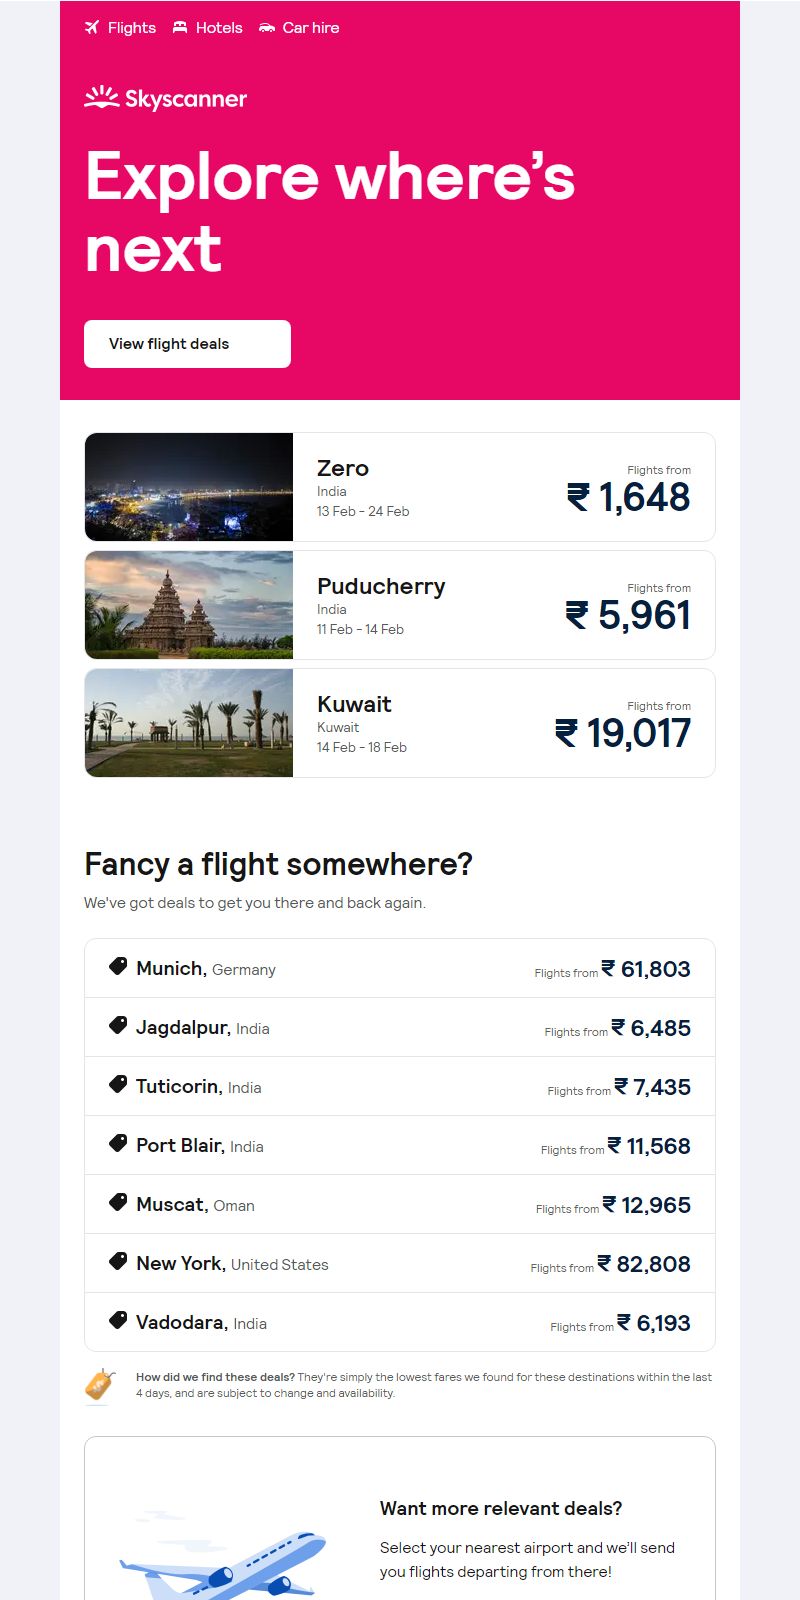 Flights Hotels Car hire
Skyscanner
Explore where’s
next
View flight deals
Zero
India
13 Feb - 24 Feb
Flights from
₹ 1,648
Puducherry
India
11 Feb - 14 Feb
Flights from
₹ 5,961
Kuwait
Kuwait
14 Feb - 18 Feb
Flights from
₹ 19,017
Fancy a flight somewhere?
We've got deals to get you there and back again.
Munich, Germany Flights from ₹ 61,803
Jagdalpur, India Flights from ₹ 6,485
Tuticorin, India Flights from ₹ 7,435
Port Blair, India Flights from ₹ 11,568
Muscat, Oman Flights from ₹ 12,965
New York, United States Flights from ₹ 82,808
Vadodara, India Flights from ₹ 6,193
How did we find these deals? They're simply the lowest fares we found for these destinations within the last
4 days, and are subject to change and availability.
Want more relevant deals?
Select your nearest airport and we’ll send
you flights departing from there!